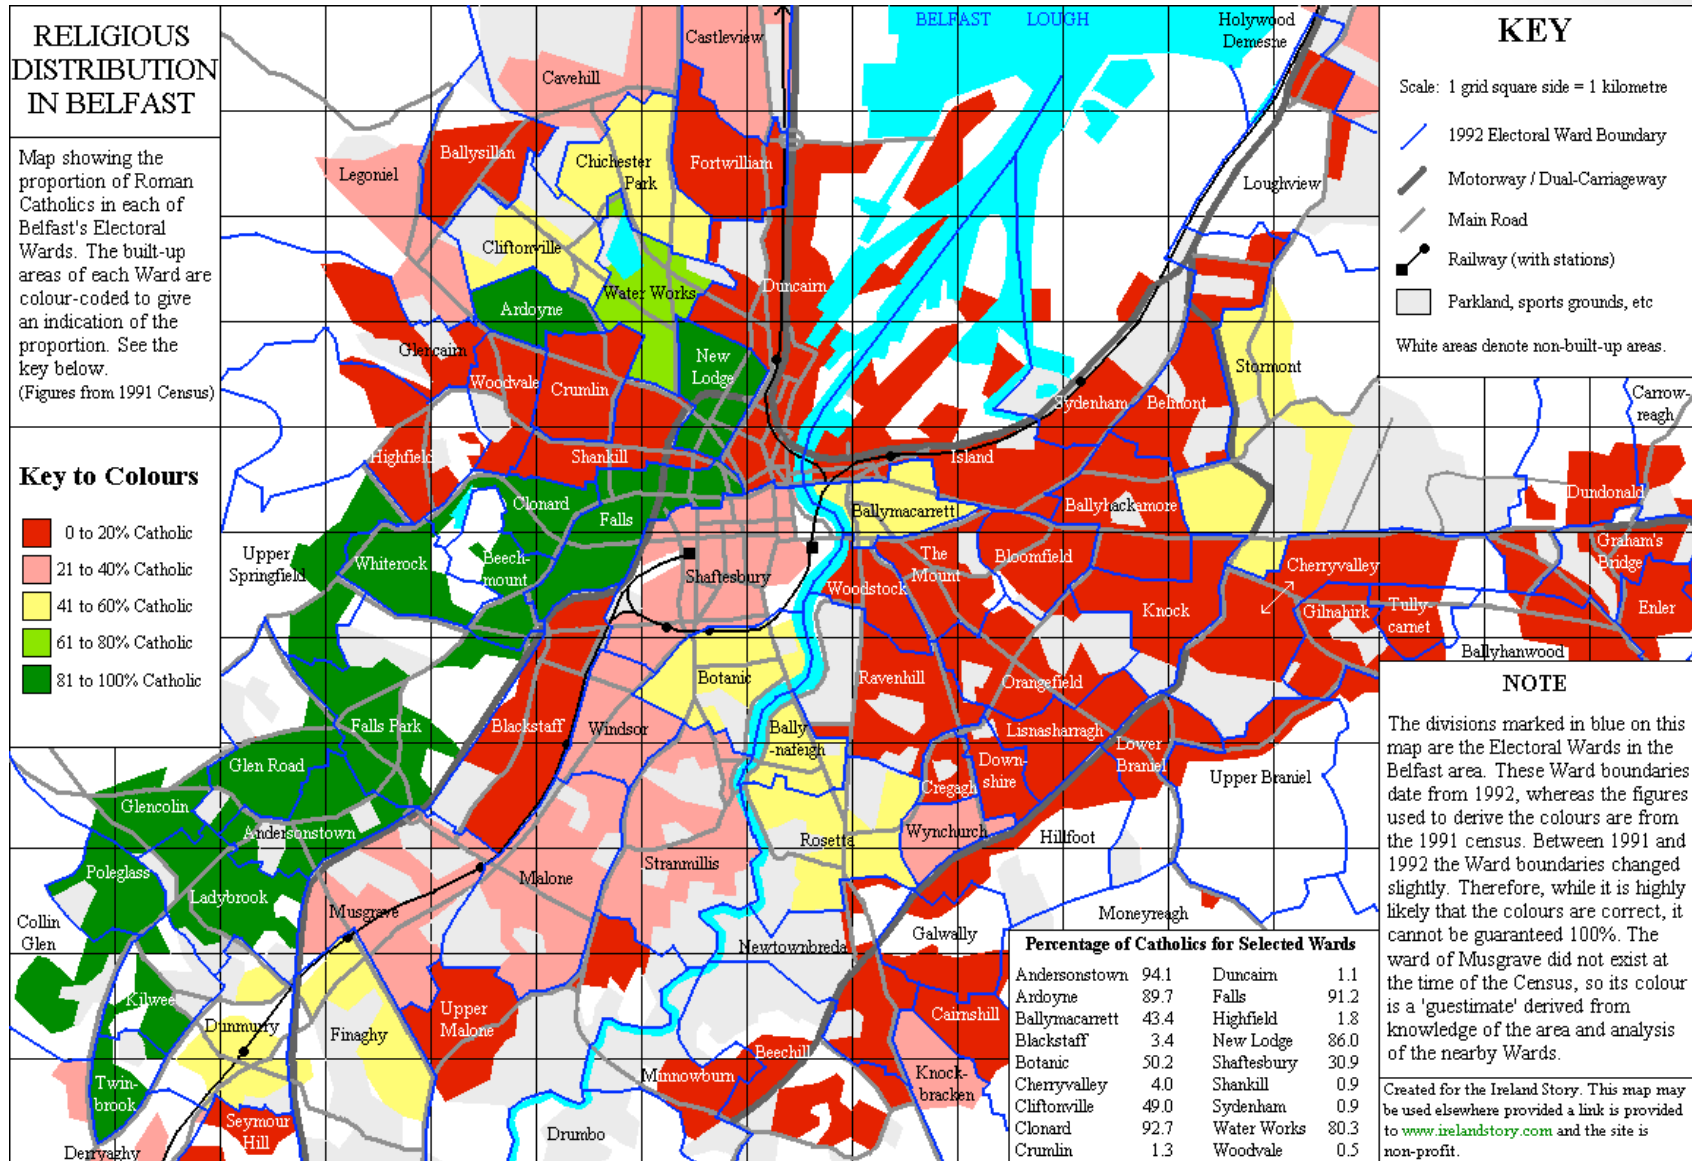 RELIGIOUS
DISTRIBUTION
IN BELFAST
Map showing the
proportion of Roman
Catholics in each of
Belfast's Electoral
Wards. The built-up
areas of each Ward are
colour-coded to give
an indication of the
proportion. See the
key below.
(Figures from 1991 Census)
Key to Colours
0 to 20% Catholic
21 to 40% Catholic
41 to 60% Catholic
61 to 80% Catholic
81 to 100% Catholic
BELFAST LOUGH
Holywood
Demesne
Castleview
Cavehill
Ballysillan
Legoniel
Chichester
Park
Fortwilliam
Loughview
Cliftonville
Ardoyne
Water Works
Duncairn
Glencairn
Woodvale
Crumlin
New
Lodge
Stormont
Sydenham
Belmont
Highfield
Shankill
Island
Clonard
Falls
Ballymacarrett
Ballyhackamore
Carrow-
reagh
Dundonald
Upper
Springfield
Whiterock
Beech-
mount
Shaftesbury
Woodstock
The
Mount
Bloomfield
Knock
Cherryvalley
Gilnahirk
Tully-
carnet
Graham's
Bridge
Enler
Ballyhanwood
Botanic
Ravenhill
Orangefield
Falls Park
Blackstaff
Windsor
Bally
-nafeigh
Lisnasharragh
Lower
Braniel
Upper Braniel
Glen Road
Down-
shire
Cregagh
Glencolin
Andersonstown
Rosetta
Wynchurch
Hillfoot
Poleglass
Ladybrook
Malone
Stranmillis
Musgrave
Collin
Glen
Moneyreagh
Newtownbreda
Galwally
Kilwee
Dunmurry
Finaghy
Upper
Malone
Cairnshill
Beechill
Minnowburn
Knock-
bracken
Twin-
brook
Seymour
Hill
Drumbo
Derryaghy
Percentage of Catholics for Selected Wards
Andersonstown 94.1 Duncairn 1.1
Ardoyne 89.7 Falls 91.2
Ballymacarrett 43.4 Highfield 1.8
Blackstaff 3.4 New Lodge 86.0
Botanic 50.2 Shaftesbury 30.9
Cherryvalley 4.0 Shankill 0.9
Cliftonville 49.0 Sydenham 0.9
Clonard 92.7 Water Works 80.3
Crumlin 1.3 Woodvale 0.5
KEY
Scale: 1 grid square side = 1 kilometre
1992 Electoral Ward Boundary
Motorway / Dual-Carriageway
Main Road
Railway (with stations)
Parkland, sports grounds, etc
White areas denote non-built-up areas.
NOTE
The divisions marked in blue on this
map are the Electoral Wards in the
Belfast area. These Ward boundaries
date from 1992, whereas the figures
used to derive the colours are from
the 1991 census. Between 1991 and
1992 the Ward boundaries changed
slightly. Therefore, while it is highly
likely that the colours are correct, it
cannot be guaranteed 100%. The
ward of Musgrave did not exist at
the time of the Census, so its colour
is a 'guestimate' derived from
knowledge of the area and analysis
of the nearby Wards.
Created for the Ireland Story. This map may
be used elsewhere provided a link is provided
to www.irelandstory.com and the site is
non-profit.